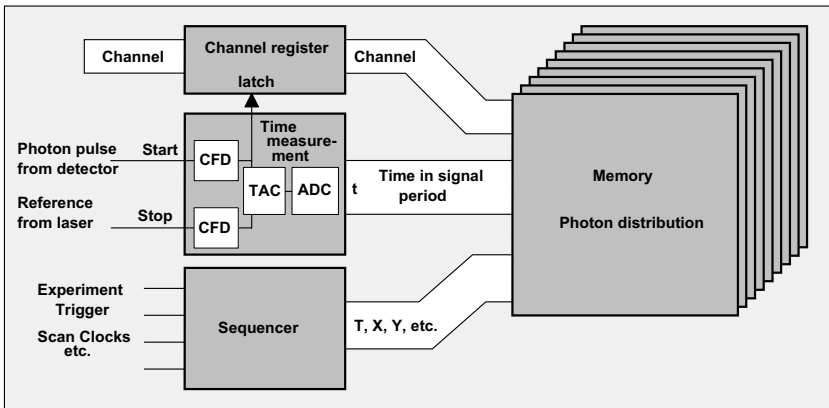 Channel
Channel register
latch
Channel
Photon pulse
from detector
Start
CFD
Time
measure-
ment
TAC
ADC
t
Time in signal
period
Reference
from laser
Stop
CFD
Experiment
Trigger
Scan Clocks
etc.
Sequencer
T, X, Y, etc.
Memory
Photon distribution